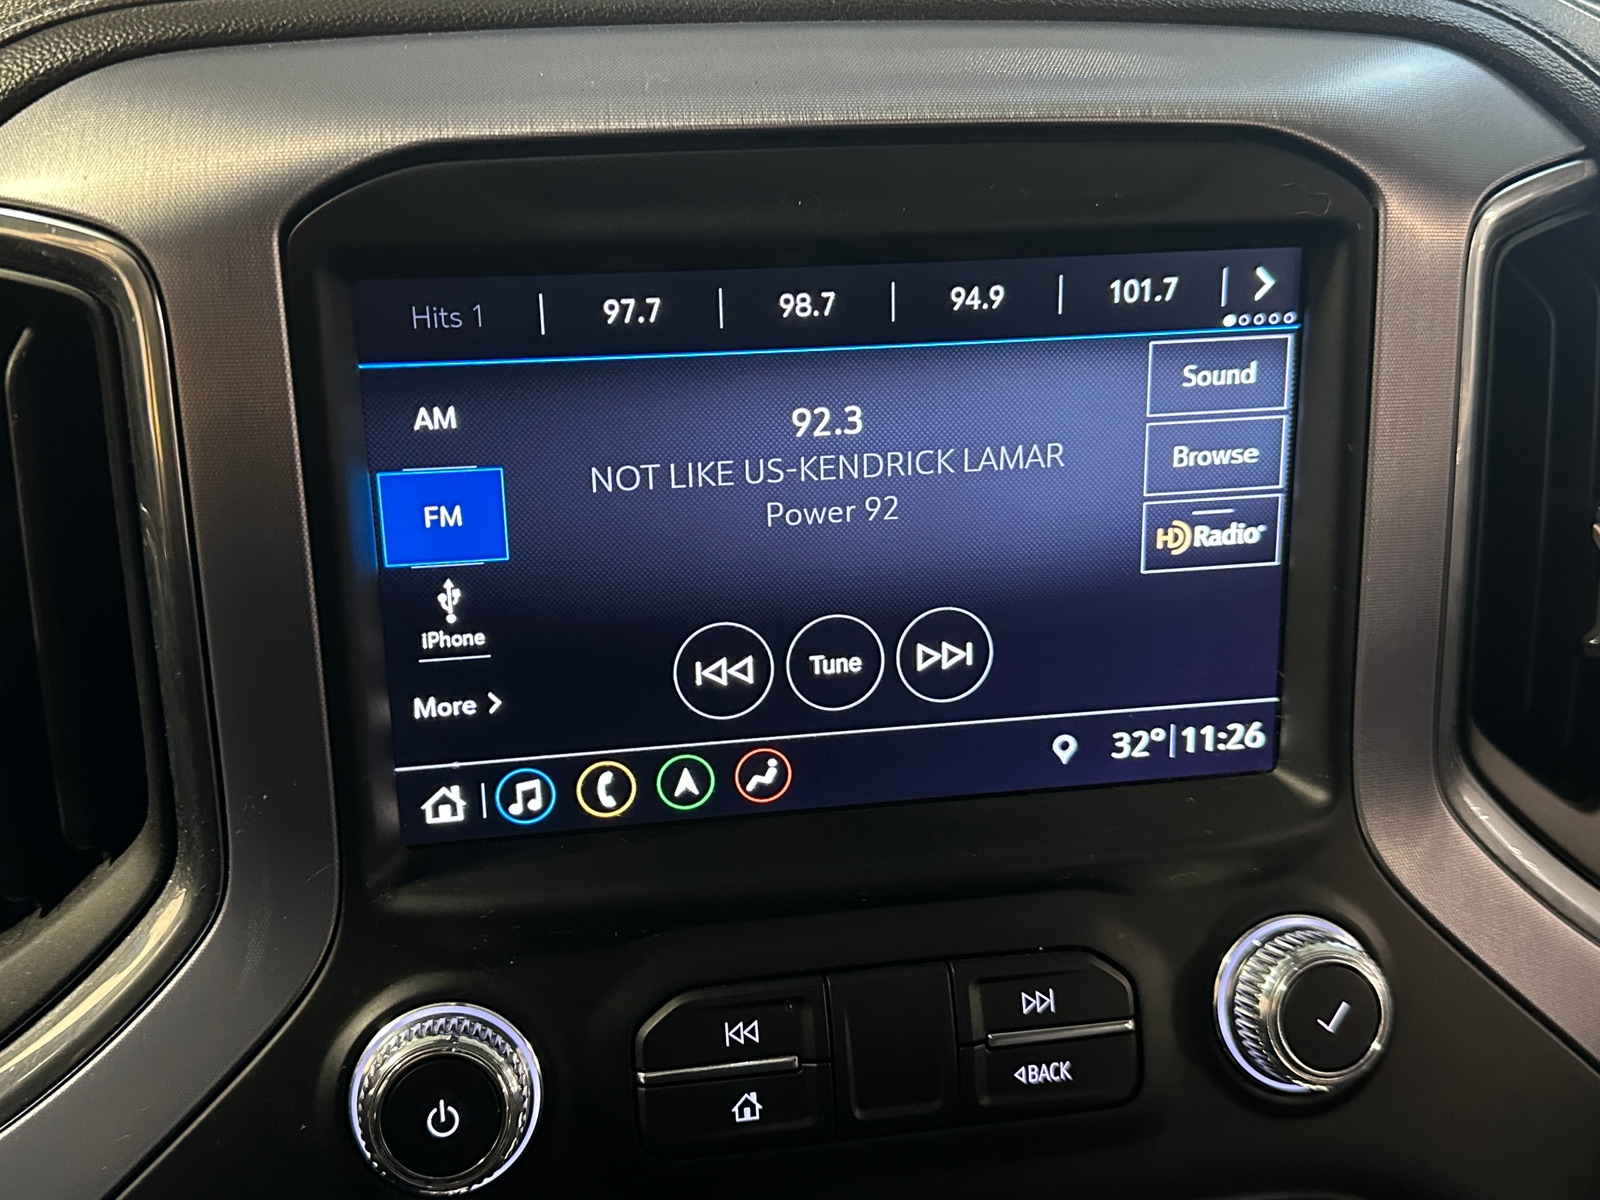 Hits 1 97.7 98.7 94.9 101.7
AM
FM
iPhone
More
92.3
NOT LIKE US-KENDRICK LAMAR
Power 92
Sound
Browse
HD Radio
Tune
32° 11:26
BACK